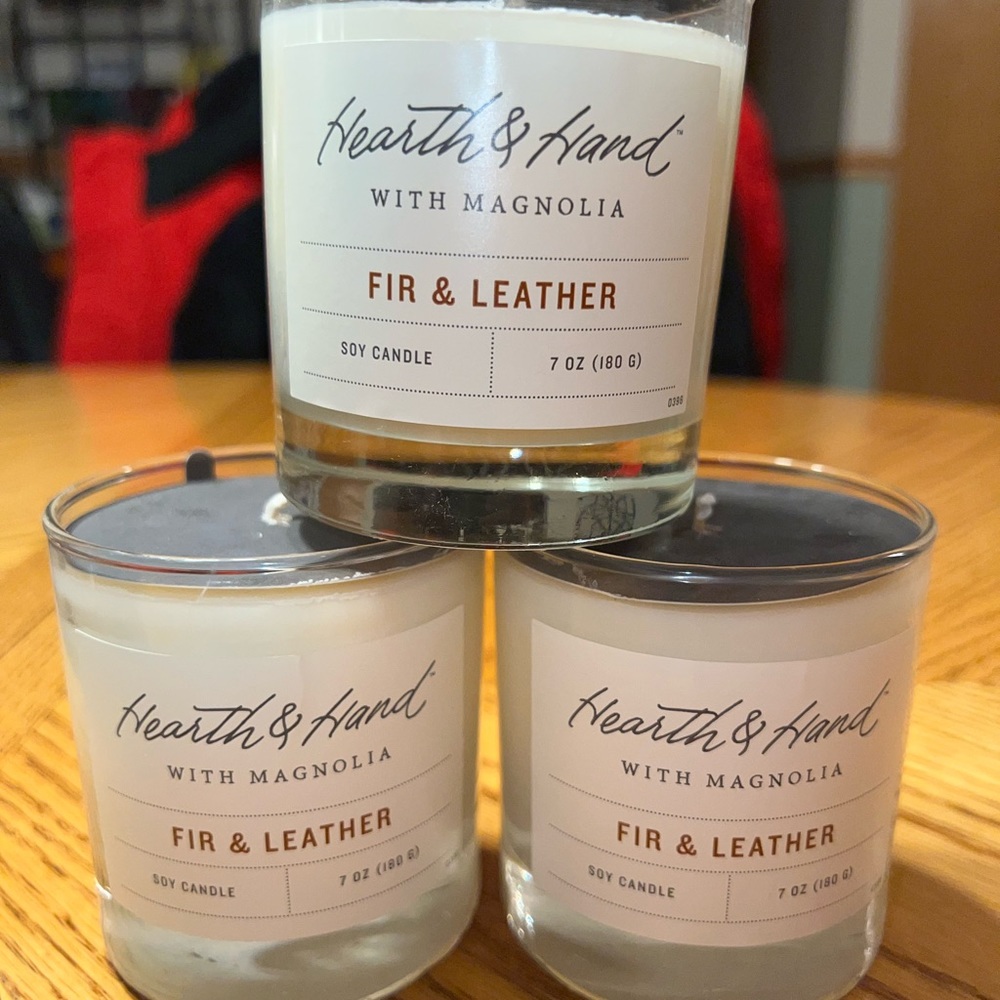 Hearth & Hand™
WITH MAGNOLIA
FIR & LEATHER
SOY CANDLE
7 OZ (180 G)
Hearth & Hand™
WITH MAGNOLIA
FIR & LEATHER
SOY CANDLE
7 OZ (180 G)
Hearth & Hand™
WITH MAGNOLIA
FIR & LEATHER
SOY CANDLE
7 OZ (180 G)